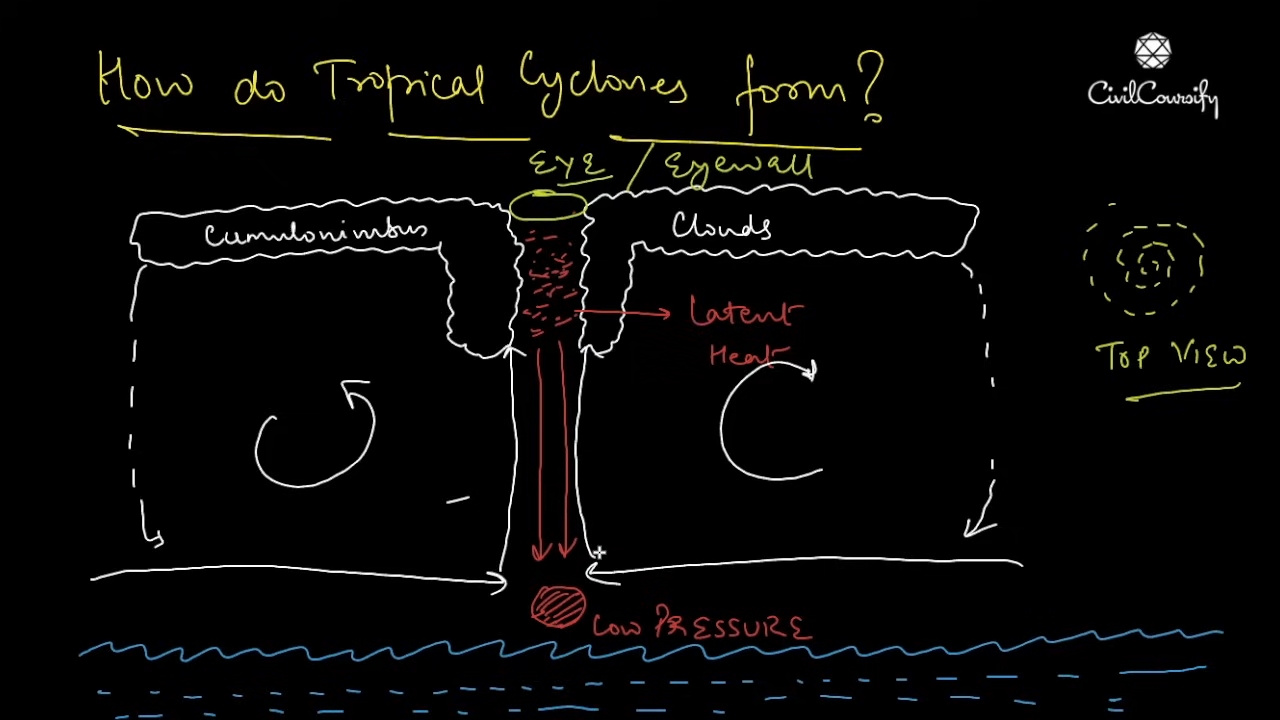 How do Tropical Cyclones form?
CivilCoursify
EYE / Eyewall
Cumulonimbus Clouds
Latent
Heat
TOP VIEW
LOW PRESSURE